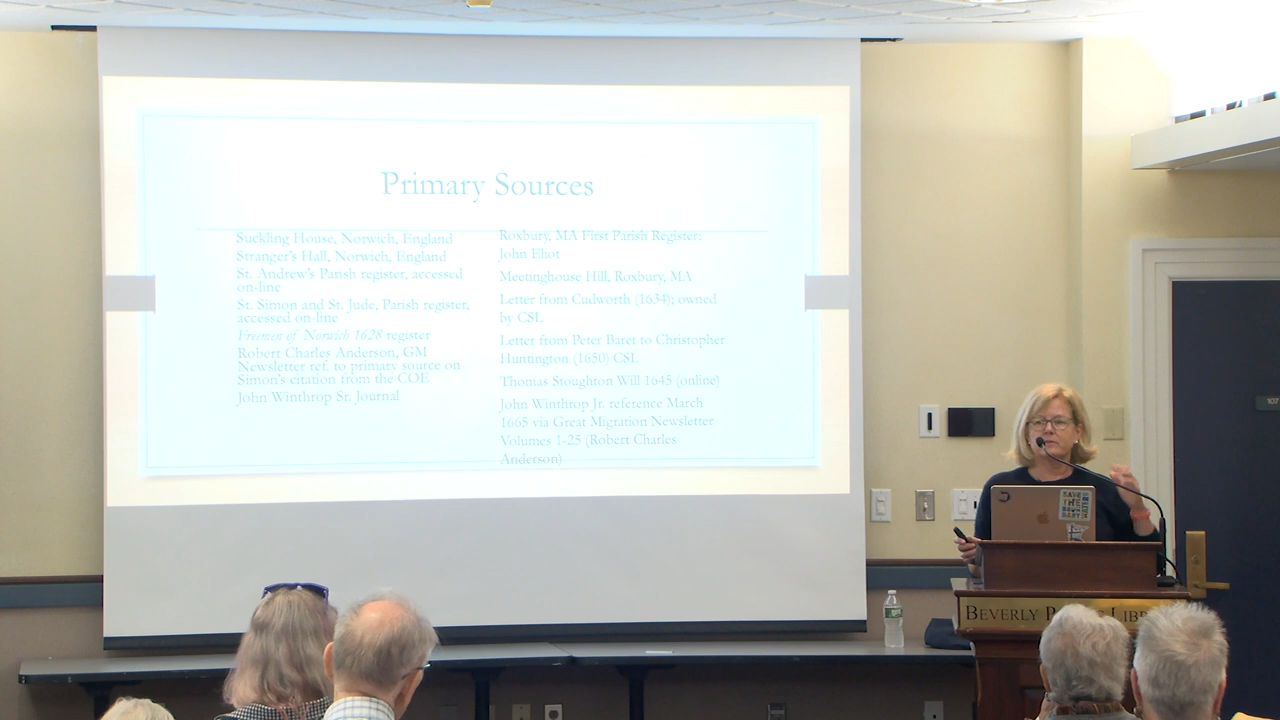 Primary Sources
Suckling House, Norwich, England
Stranger's Hall, Norwich, England
St. Andrew's Parish register, accessed
on-line
St. Simon and St. Jude, Parish register,
accessed on-line
Freemen of Norwich 1628 register
Robert Charles Anderson, GM
Newsletter ref. to primary source on
Simon's citation from the COE
John Winthrop Sr. Journal
Roxbury, MA First Parish Register:
John Eliot
Meetinghouse Hill, Roxbury, MA
Letter from Cudworth (1634); owned
by CSL
Letter from Peter Baret to Christopher
Huntington (1650) CSL
Thomas Stoughton Will 1645 (online)
John Winthrop Jr. reference March
1665 via Great Migration Newsletter
Volumes 1-25 (Robert Charles
Anderson)
107
SAVE
THE
BEVERLY P LIB